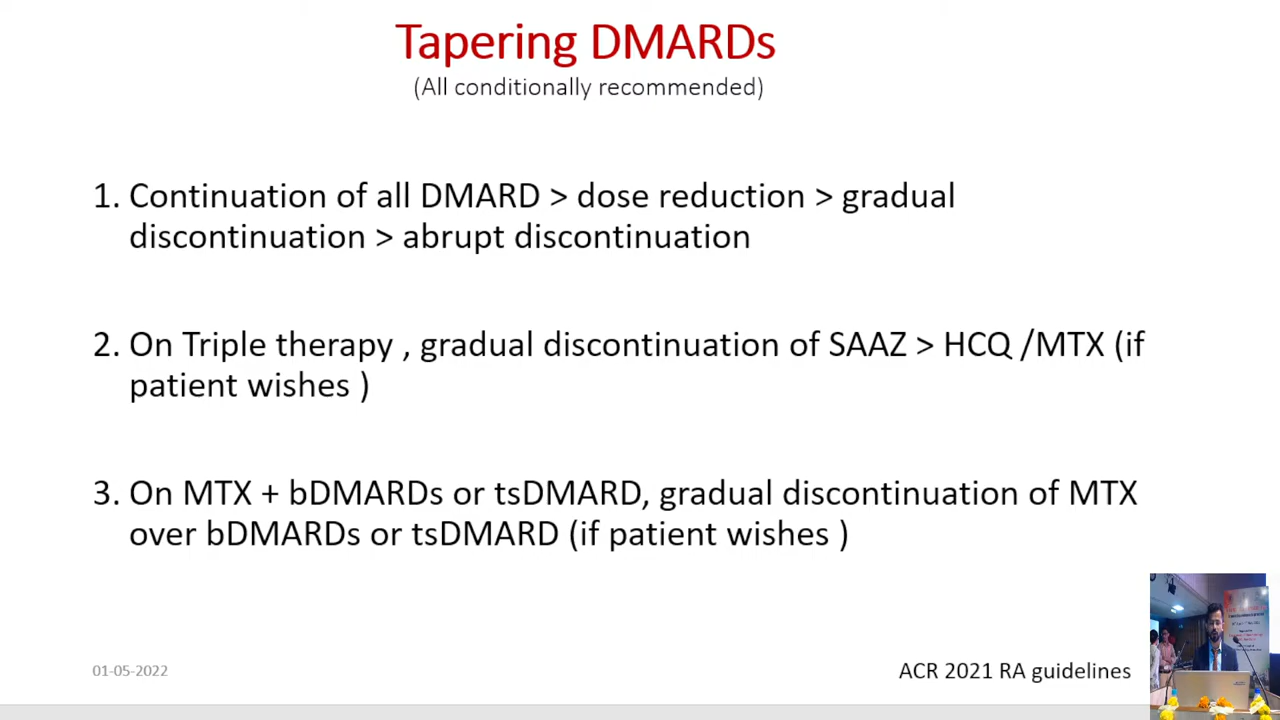 Tapering DMARDs
(All conditionally recommended)
1. Continuation of all DMARD > dose reduction > gradual
discontinuation > abrupt discontinuation
2. On Triple therapy , gradual discontinuation of SAAZ > HCQ /MTX (if
patient wishes )
3. On MTX + bDMARDs or tsDMARD, gradual discontinuation of MTX
over bDMARDs or tsDMARD (if patient wishes )
01-05-2022
ACR 2021 RA guidelines